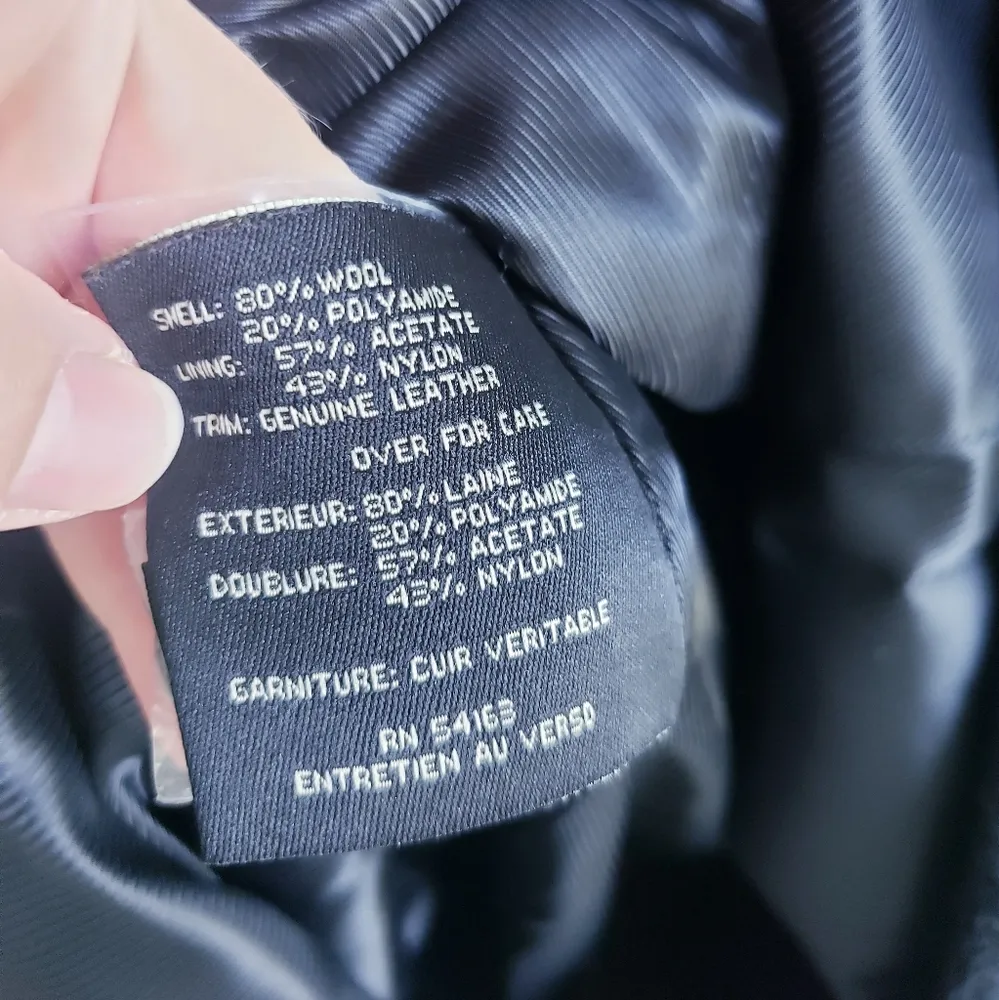 SHELL: 80% WOOL
20% POLYAMIDE
LINING: 57% ACETATE
43% NYLON
TRIM: GENUINE LEATHER
OVER FOR CARE
EXTERIEUR: 80% LAINE
20% POLYAMIDE
DOUBLURE: 57% ACETATE
43% NYLON
GARNITURE: CUIR VERITABLE
RN 54163
ENTRETIEN AU VERSO